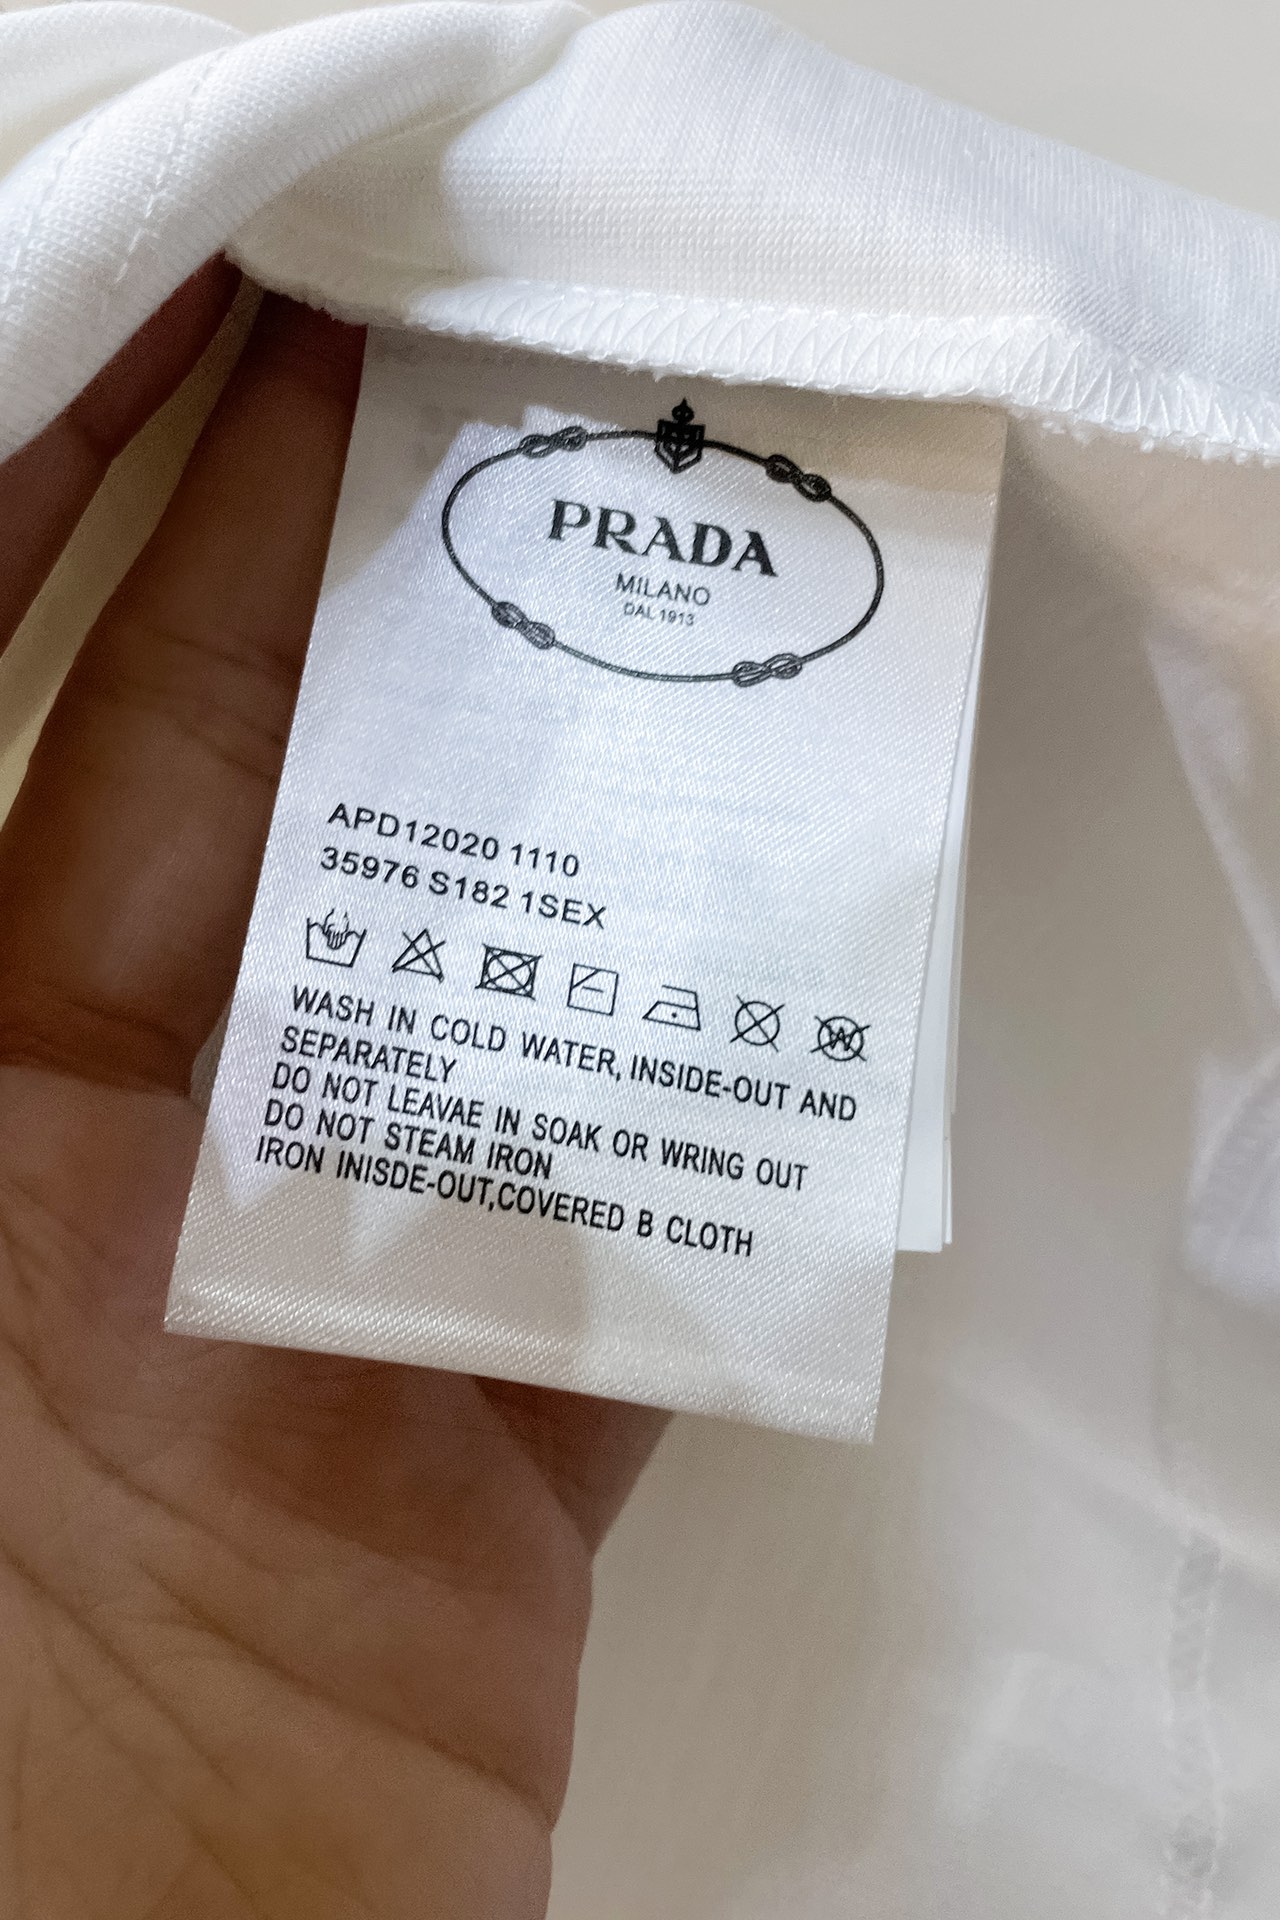 PRADA
MILANO
DAL 1913
APD12020 1110
35976 S182 1SEX
W
WASH IN COLD WATER, INSIDE-OUT AND
SEPARATELY
DO NOT LEAVAE IN SOAK OR WRING OUT
DO NOT STEAM IRON
IRON INISDE-OUT,COVERED B CLOTH